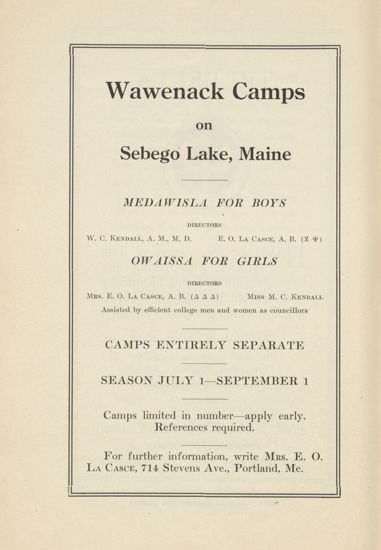 Wawenack Camps
on
Sebego Lake, Maine
MEDAWISLA FOR BOYS
DIRECTORS
W. C. Kendall, A. M., M. D. E. O. La Casce, A. B. (Z Ψ)
OWAISSA FOR GIRLS
DIRECTORS
Mrs. E. O. La Casce, A. B. (Δ Δ Δ) Miss M. C. Kendall
Assisted by efficient college men and women as councillors
CAMPS ENTIRELY SEPARATE
SEASON JULY 1—SEPTEMBER 1
Camps limited in number—apply early.
References required.
For further information, write Mrs. E. O.
La Casce, 714 Stevens Ave., Portland, Me.